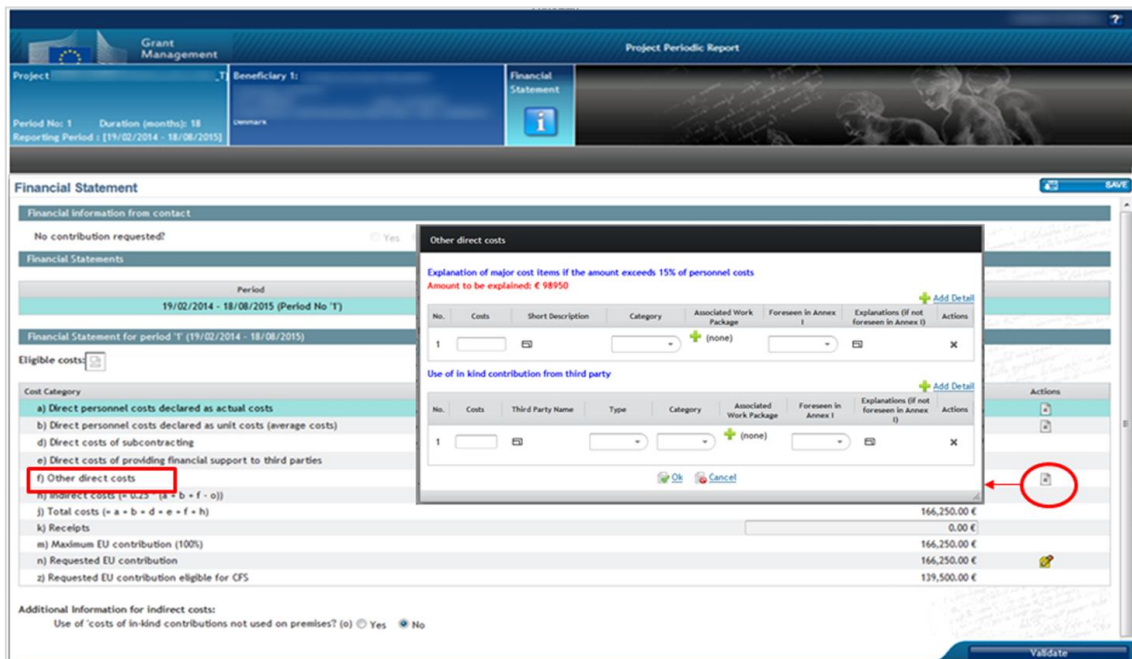 ?
Grant
Management
Project Periodic Report
Project
_T
Beneficiary 1:
Financial
Statement
i
Period No: 1 Duration (months): 18
Denmark
Reporting Period : [19/02/2014 - 18/08/2015]
Financial Statement
SAVE
Financial information from contact
No contribution requested?
Yes
Financial Statements
Period
19/02/2014 - 18/08/2015 (Period No '1')
Financial Statement for period '1' (19/02/2014 - 18/08/2015)
Eligible costs:
Cost Category
Actions
a) Direct personnel costs declared as actual costs
b) Direct personnel costs declared as unit costs (average costs)
d) Direct costs of subcontracting
e) Direct costs of providing financial support to third parties
f) Other direct costs
h) Indirect costs (= 0.25 * (a + b + f - o))
j) Total costs (= a + b + d + e + f + h)
166,250.00 €
k) Receipts
0.00 €
m) Maximum EU contribution (100%)
166,250.00 €
n) Requested EU contribution
166,250.00 €
z) Requested EU contribution eligible for CFS
139,500.00 €
Additional Information for indirect costs:
Use of 'costs of in-kind contributions not used on premises? (o) Yes No
Validate
Other direct costs
Explanation of major cost items if the amount exceeds 15% of personnel costs
Amount to be explained: € 98950
Add Detail
No. Costs Short Description Category Associated Work Package Foreseen in Annex I Explanations (if not foreseen in Annex I) Actions
1 (none)
Use of in kind contribution from third party
Add Detail
No. Costs Third Party Name Type Category Associated Work Package Foreseen in Annex I Explanations (if not foreseen in Annex I) Actions
1 (none)
Ok Cancel